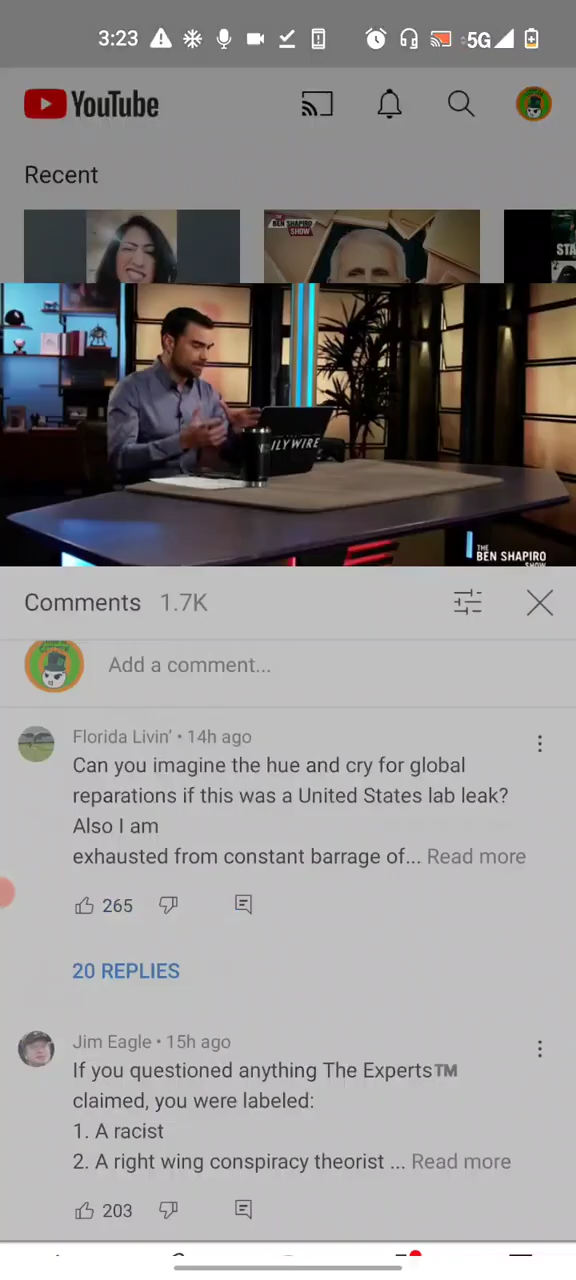 3:23
5G
YouTube
Recent
THE
BEN SHAPIRO
SHOW
STA
ILYWIRE
THE
BEN SHAPIRO
SHOW
Comments 1.7K
Add a comment...
Florida Livin' • 14h ago
Can you imagine the hue and cry for global
reparations if this was a United States lab leak?
Also I am
exhausted from constant barrage of... Read more
265
20 REPLIES
Jim Eagle • 15h ago
If you questioned anything The Experts™
claimed, you were labeled:
1. A racist
2. A right wing conspiracy theorist ... Read more
203